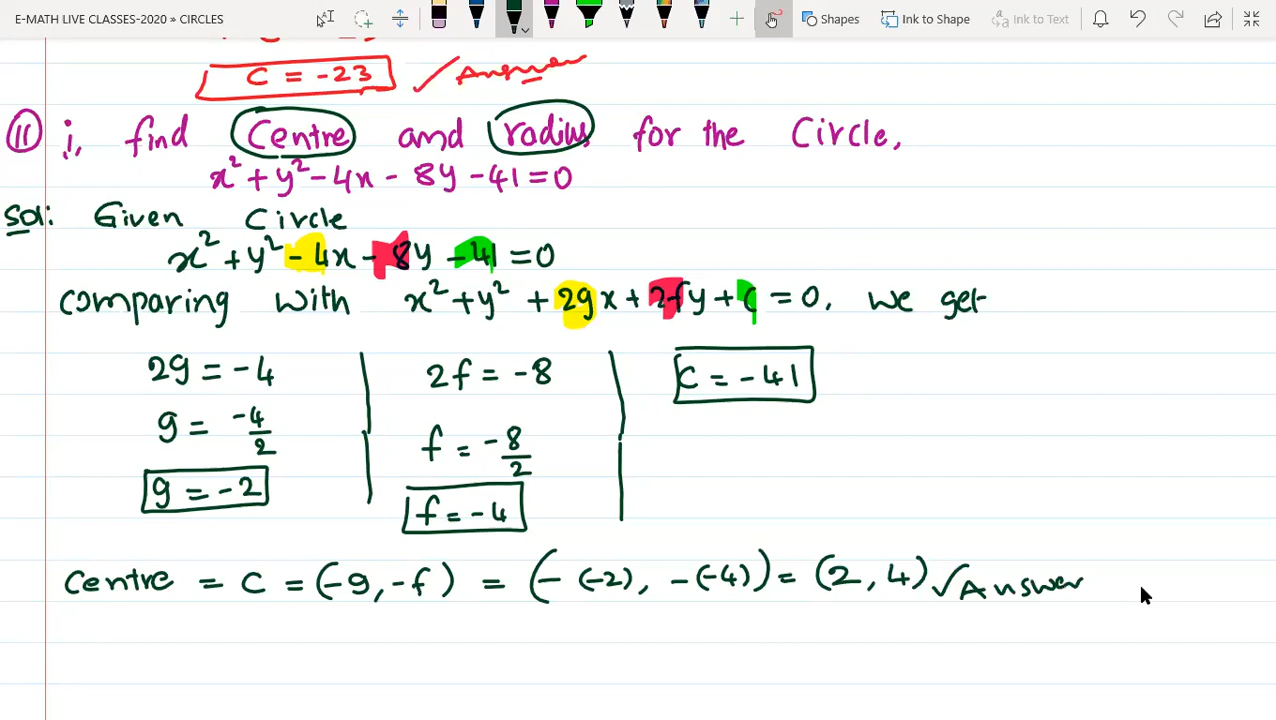 E-MATH LIVE CLASSES-2020 » CIRCLES
Shapes
Ink to Shape
Ink to Text
C = -23 ✓ Answer
(11) i, find Centre and radius for the Circle,
x² + y² - 4x - 8y - 41 = 0
Sol: Given Circle
x² + y² - 4x - 8y - 41 = 0
comparing with x² + y² + 2gx + 2fy + c = 0, we get
2g = -4 | 2f = -8 | C = -41
g = -4/2 | f = -8/2
g = -2 | f = -4
Centre = C = (-g, -f) = (-(-2), -(-4)) = (2, 4) ✓ Answer